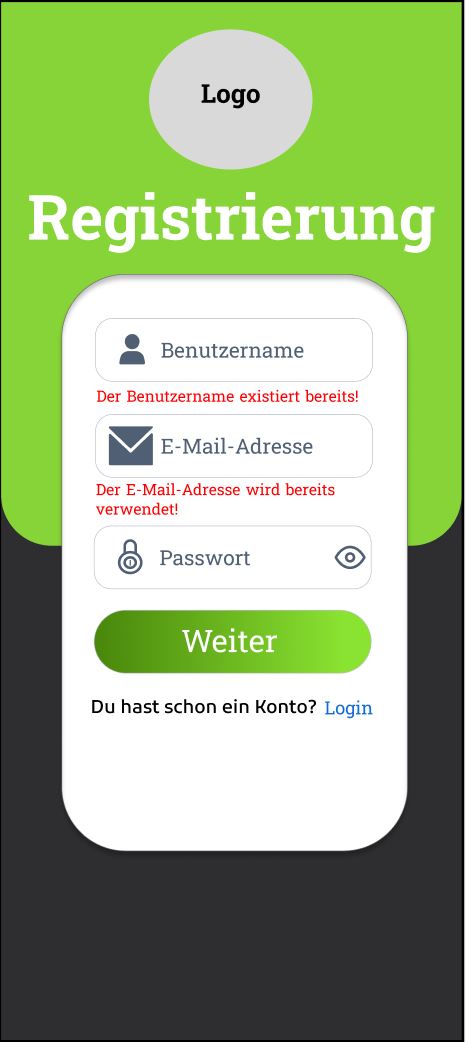 Logo
Registrierung
Benutzername
Der Benutzername existiert bereits!
E-Mail-Adresse
Der E-Mail-Adresse wird bereits
verwendet!
Passwort
Weiter
Du hast schon ein Konto? Login